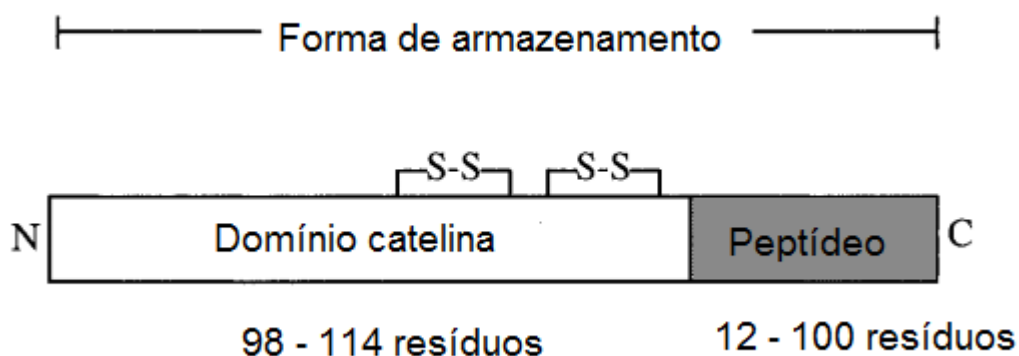 Forma de armazenamento
S-S S-S
N Domínio catelina Peptídeo C
98 - 114 resíduos 12 - 100 resíduos